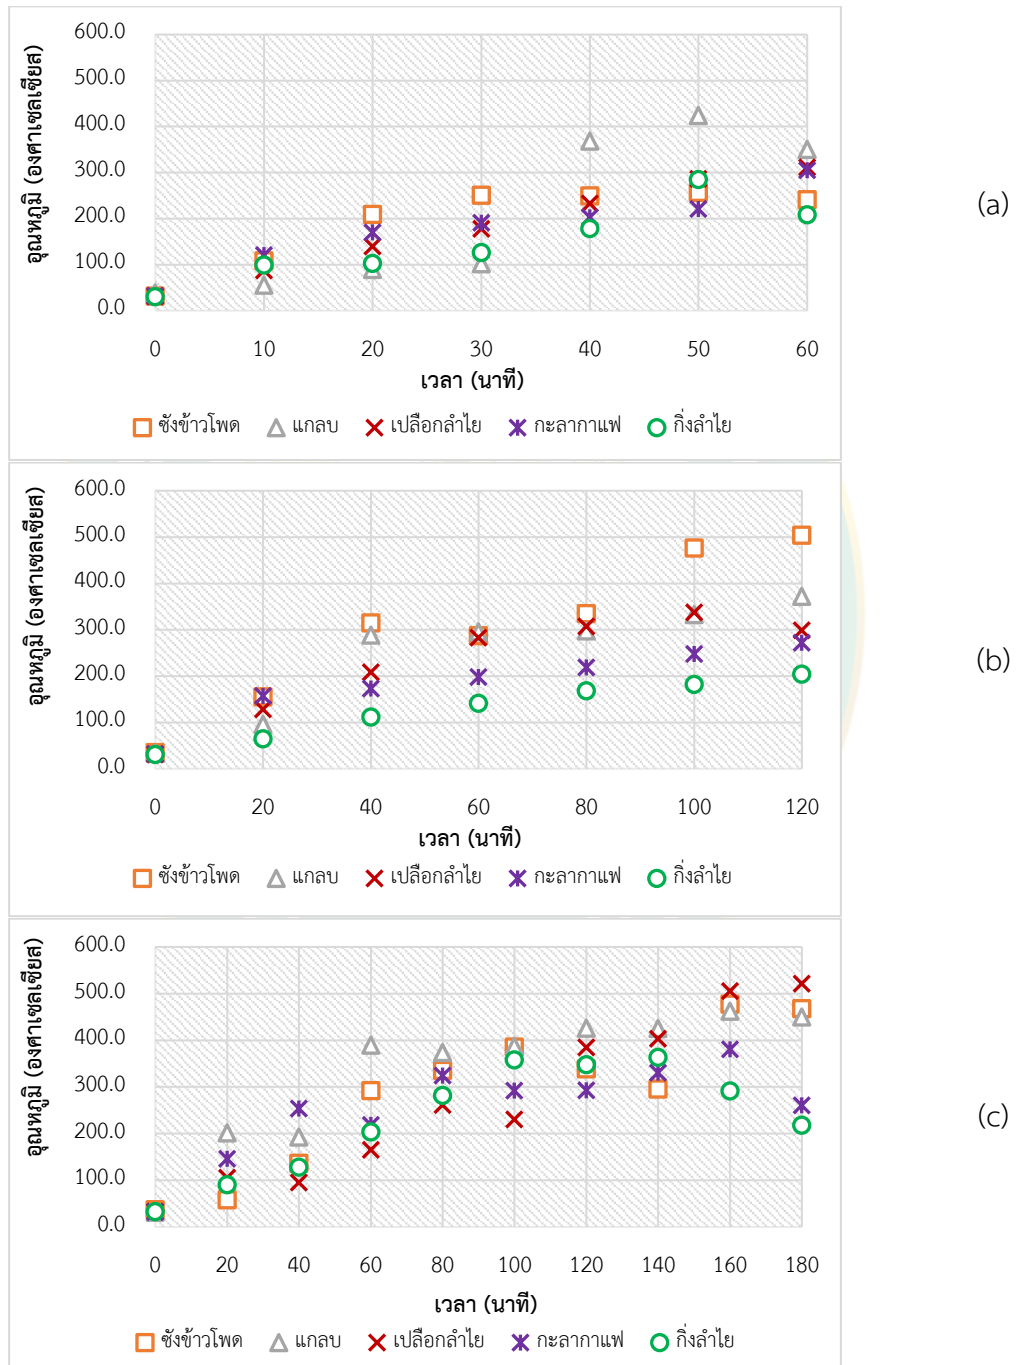 600.0
500.0
400.0
300.0
200.0
100.0
0.0
อุณหภูมิ (องศาเซลเซียส)
0 10 20 30 40 50 60
เวลา (นาที)
ซังข้าวโพด แกลบ เปลือกลำไย กะลากาแฟ กิ่งลำไย
(a)
600.0
500.0
400.0
300.0
200.0
100.0
0.0
อุณหภูมิ (องศาเซลเซียส)
0 20 40 60 80 100 120
เวลา (นาที)
ซังข้าวโพด แกลบ เปลือกลำไย กะลากาแฟ กิ่งลำไย
(b)
600.0
500.0
400.0
300.0
200.0
100.0
0.0
อุณหภูมิ (องศาเซลเซียส)
0 20 40 60 80 100 120 140 160 180
เวลา (นาที)
ซังข้าวโพด แกลบ เปลือกลำไย กะลากาแฟ กิ่งลำไย
(c)